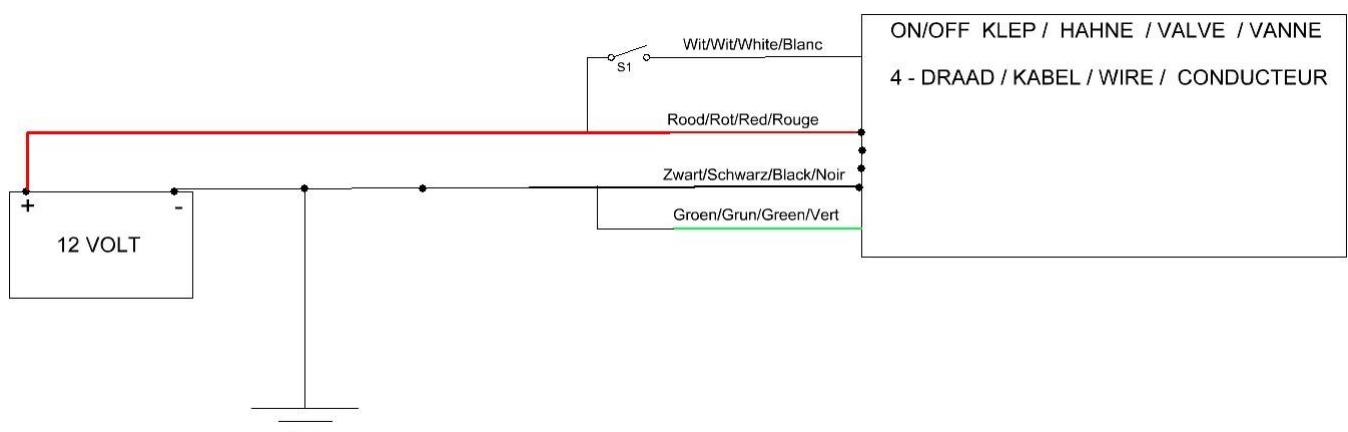 ON/OFF KLEP / HAHNE / VALVE / VANNE
4 - DRAAD / KABEL / WIRE / CONDUCTEUR
Wit/Wit/White/Blanc
S1
Rood/Rot/Red/Rouge
Zwart/Schwarz/Black/Noir
Groen/Grun/Green/Vert
+ -
12 VOLT